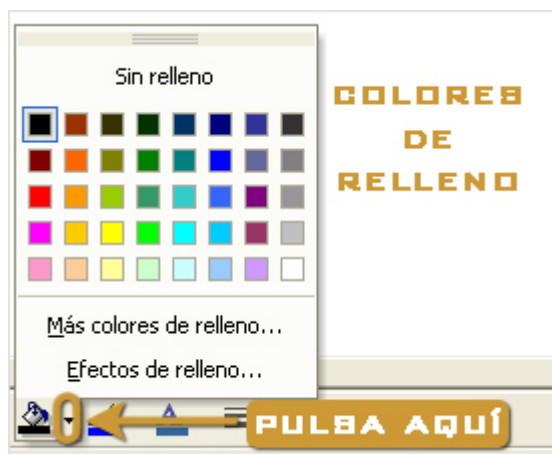 Sin relleno
COLORES
DE
RELLENO
Más colores de relleno...
Efectos de relleno...
A
PULSA AQUÍ